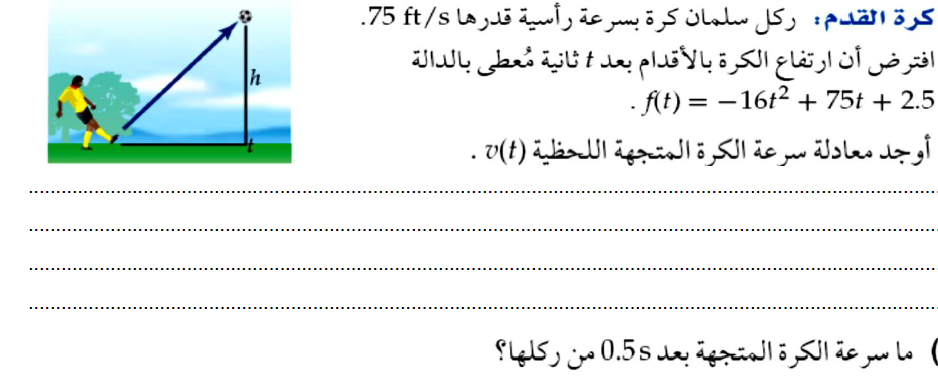 كرة القدم: ركل سلمان كرة بسرعة رأسية قدرها 75 ft/s.
افترض أن ارتفاع الكرة بالأقدام بعد t ثانية مُعطى بالدالة
f(t) = −16t² + 75t + 2.5 .
أوجد معادلة سرعة الكرة المتجهة اللحظية v(t) .
h
t
) ما سرعة الكرة المتجهة بعد 0.5 s من ركلها؟